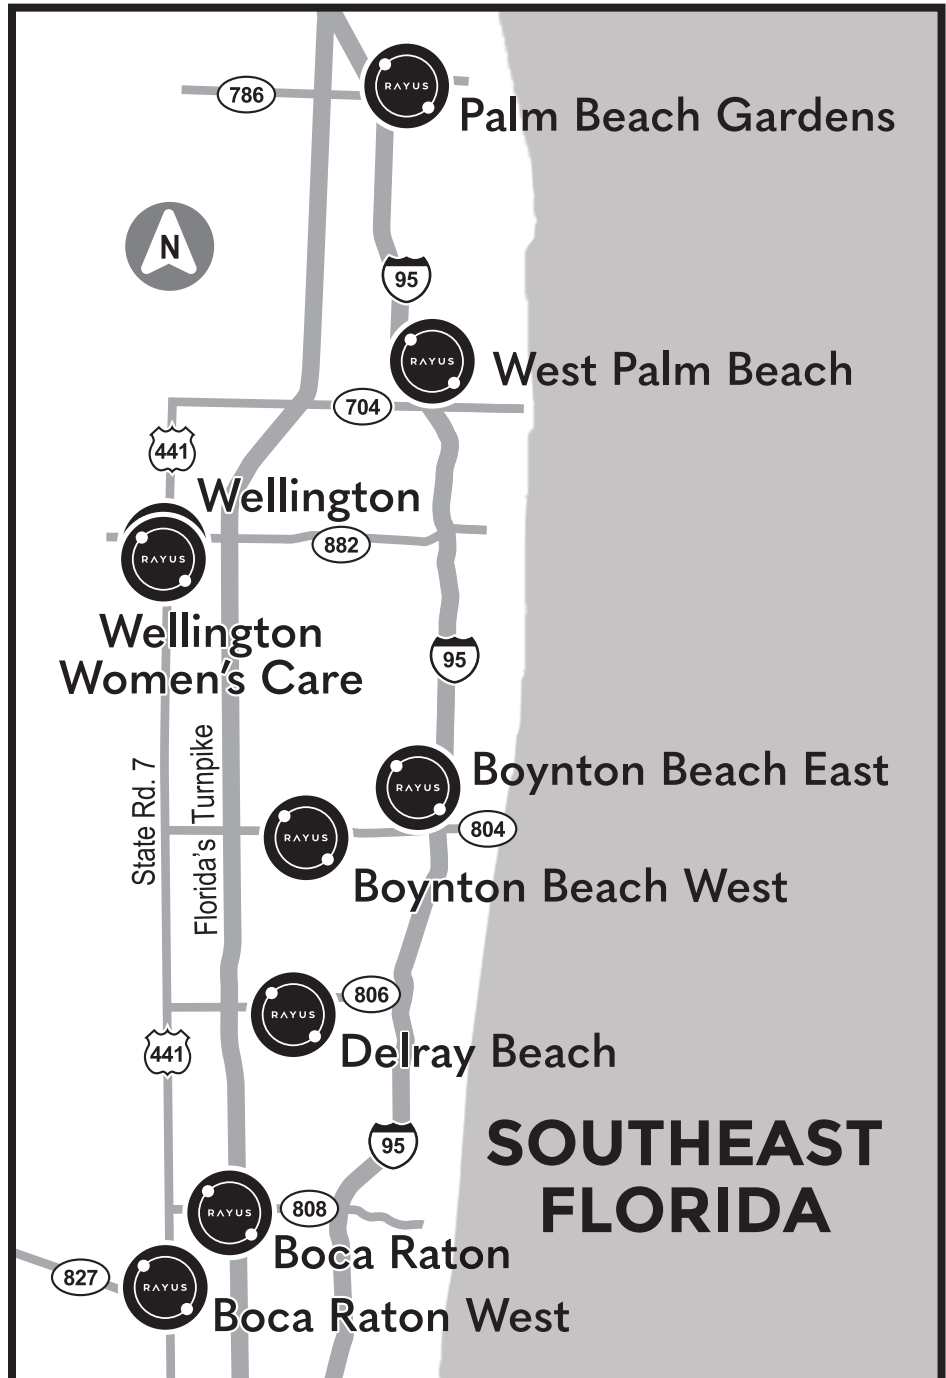 RAYUS
786
Palm Beach Gardens
N
95
RAYUS
West Palm Beach
704
441
Wellington
882
RAYUS
Wellington
Women's Care
95
State Rd. 7
Florida's Turnpike
Boynton Beach East
RAYUS
804
RAYUS
Boynton Beach West
806
RAYUS
Delray Beach
441
95
SOUTHEAST
FLORIDA
808
RAYUS
Boca Raton
827
RAYUS
Boca Raton West